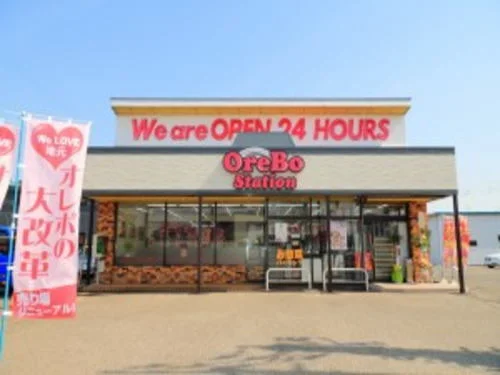 We are OPEN 24 HOURS
OreBo
Station
We LOVE
地元
オレボの
大改革
売り場
リニューアル!